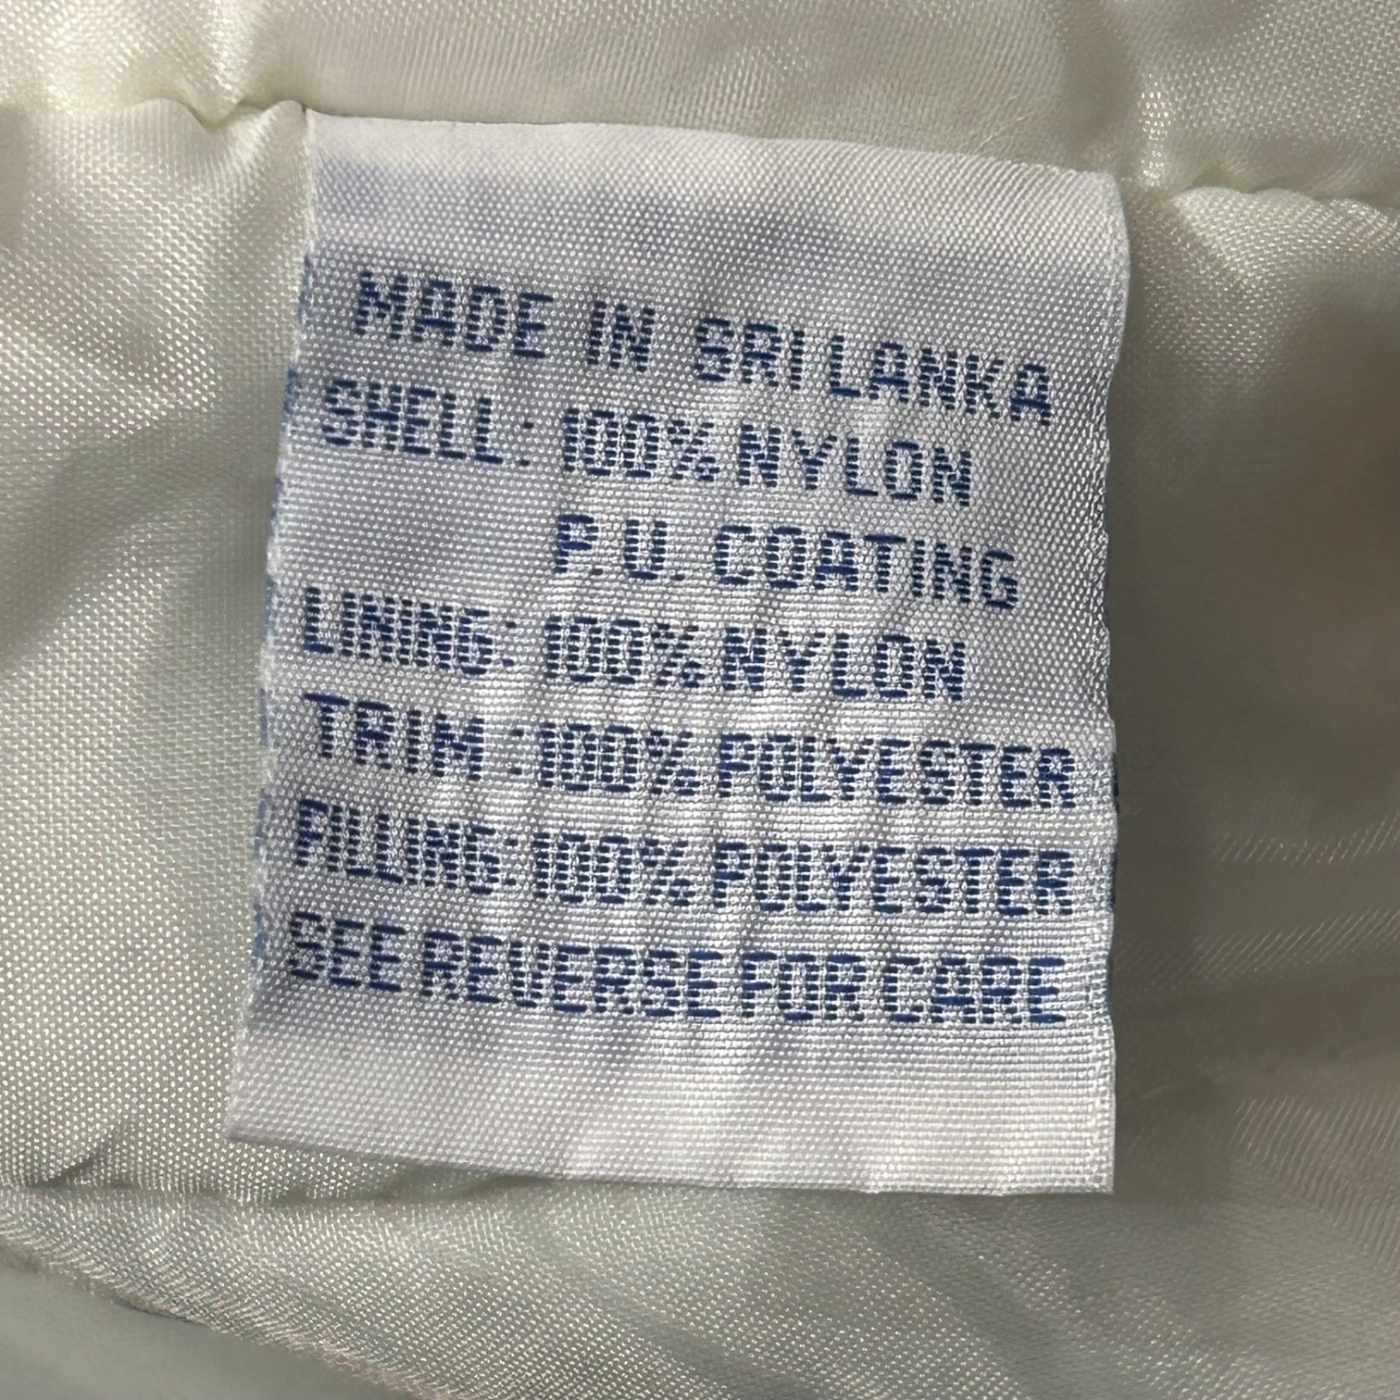 MADE IN SRI LANKA
SHELL: 100% NYLON
P.U. COATING
LINING: 100% NYLON
TRIM : 100% POLYESTER
FILLING: 100% POLYESTER
SEE REVERSE FOR CARE